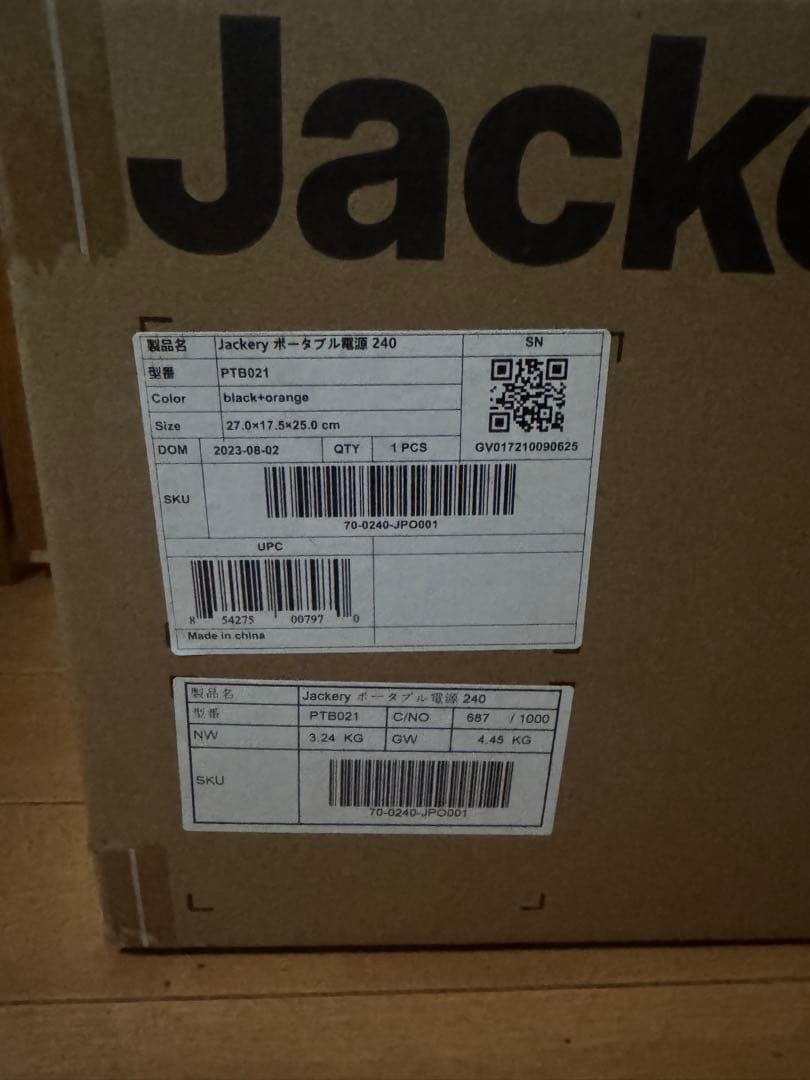 Jacke
製品名 Jackery ポータブル電源 240 SN
型番 PTB021
Color black+orange
Size 27.0×17.5×25.0 cm
DOM 2023-08-02 QTY 1 PCS GV017210090625
SKU
70-0240-JPO001
UPC
8 54275 00797 0
Made in china
製品名 Jackery ポータブル電源 240
型番 PTB021 C/NO 687 / 1000
NW 3.24 KG GW 4.45 KG
SKU
70-0240-JPO001